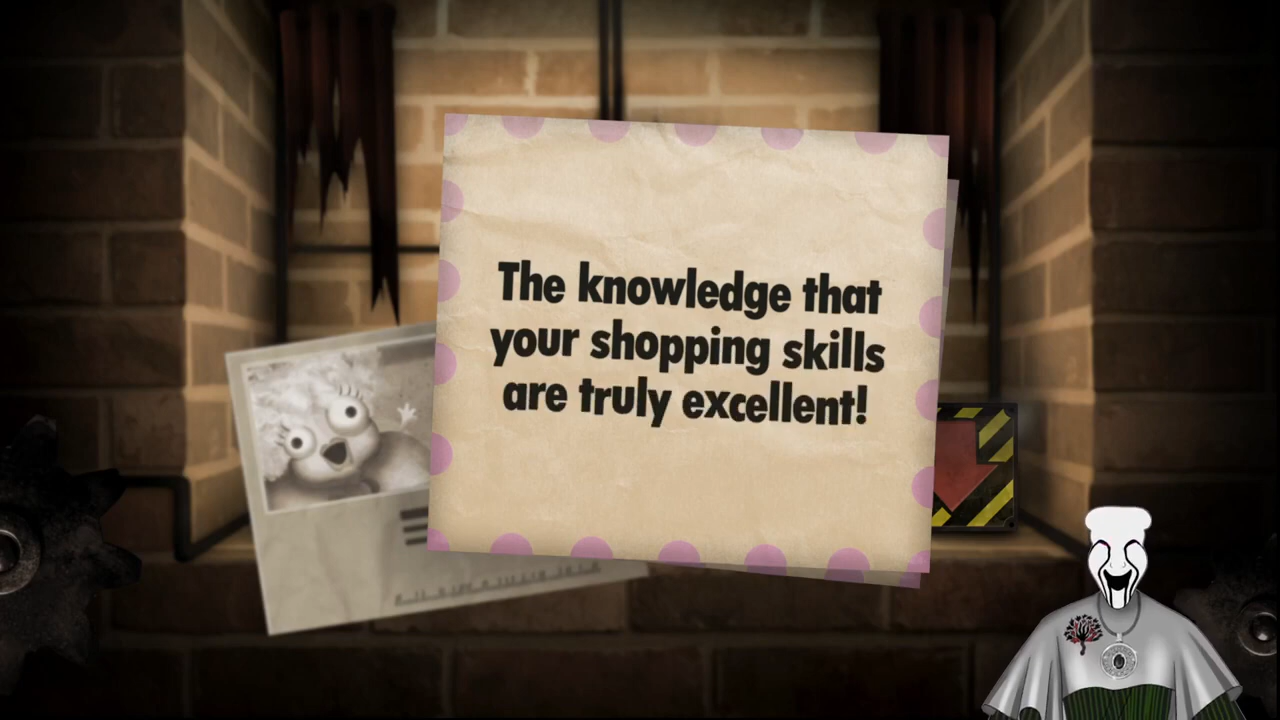 The knowledge that
your shopping skills
are truly excellent!